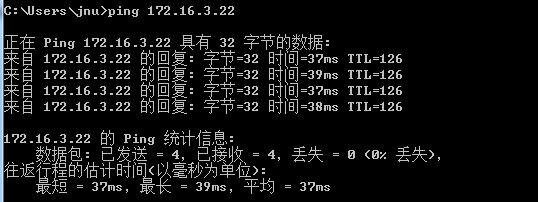 C:\Users\jnu>ping 172.16.3.22
正在 Ping 172.16.3.22 具有 32 字节的数据:
来自 172.16.3.22 的回复: 字节=32 时间=37ms TTL=126
来自 172.16.3.22 的回复: 字节=32 时间=39ms TTL=126
来自 172.16.3.22 的回复: 字节=32 时间=37ms TTL=126
来自 172.16.3.22 的回复: 字节=32 时间=38ms TTL=126
172.16.3.22 的 Ping 统计信息:
数据包: 已发送 = 4, 已接收 = 4, 丢失 = 0 (0% 丢失),
往返行程的估计时间(以毫秒为单位):
最短 = 37ms, 最长 = 39ms, 平均 = 37ms